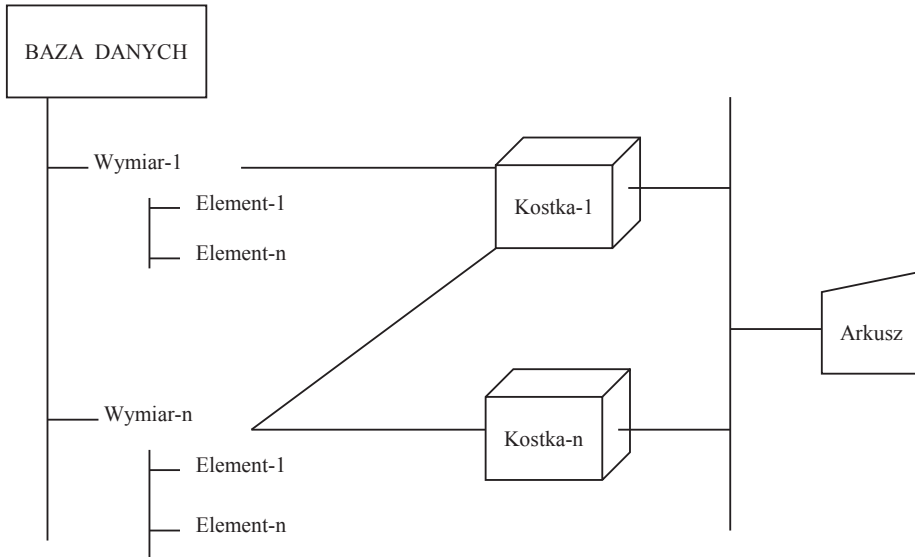 BAZA DANYCH
Wymiar-1
Element-1
Element-n
Kostka-1
Arkusz
Wymiar-n
Kostka-n
Element-1
Element-n